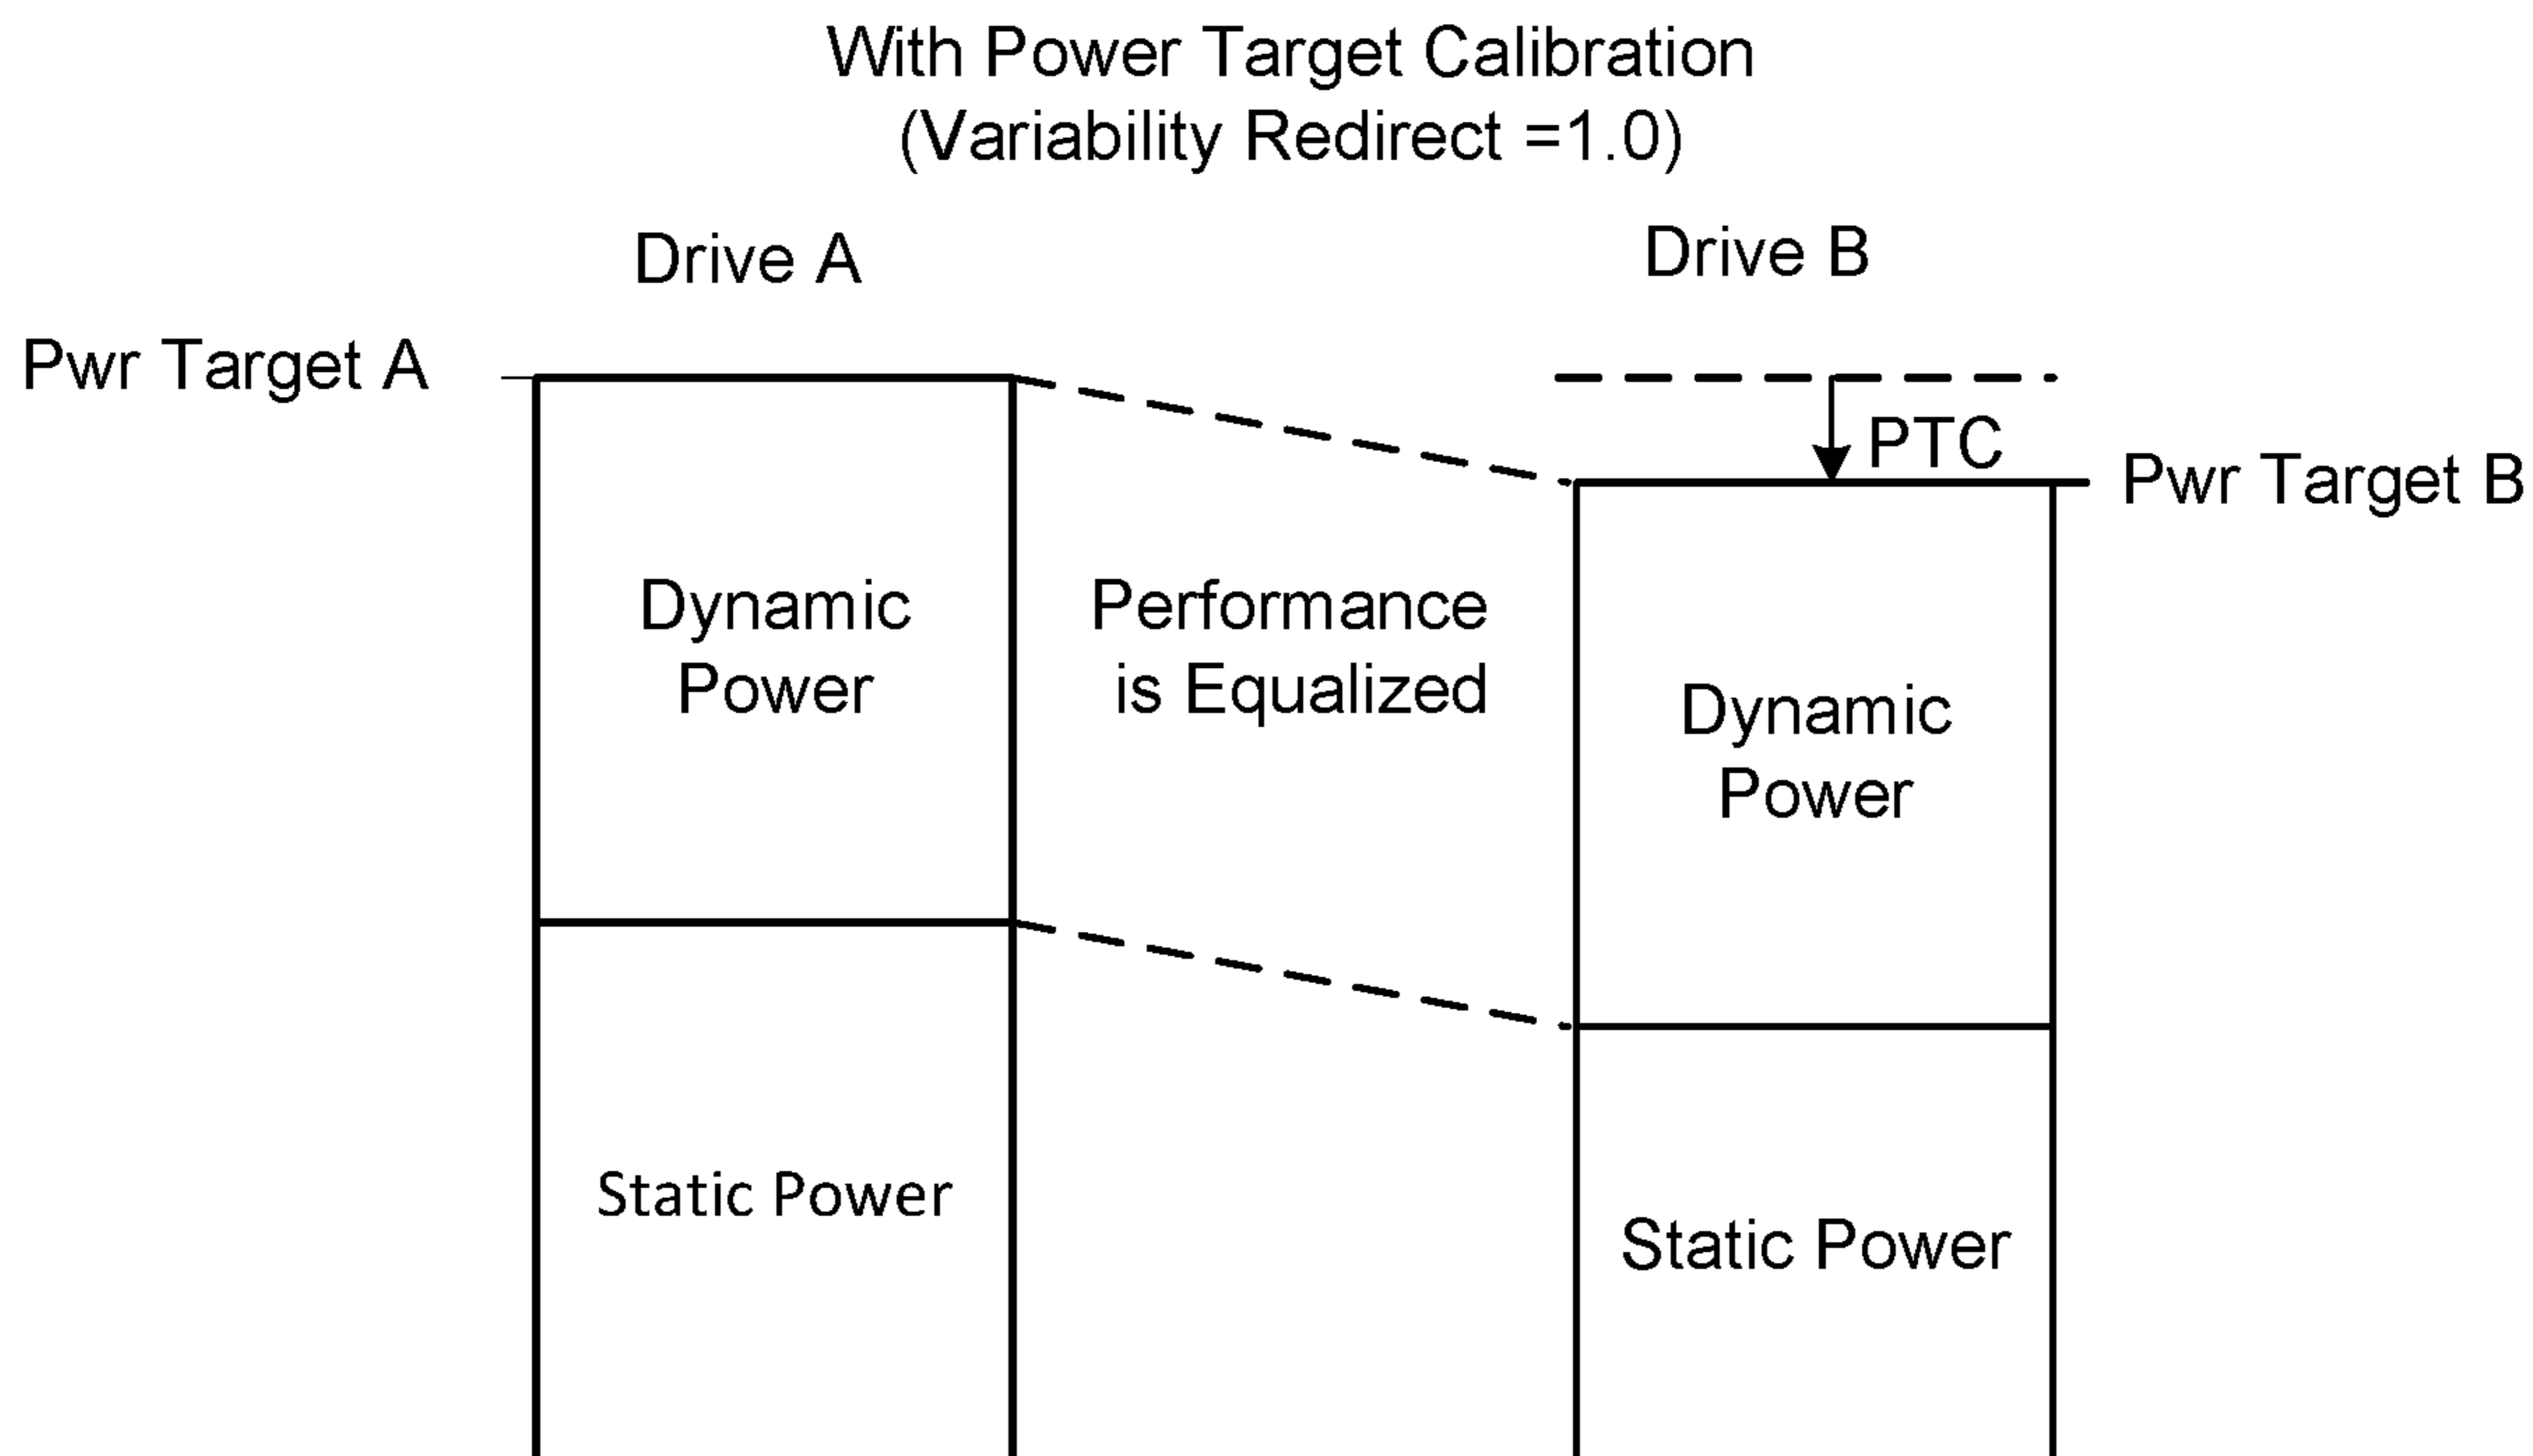 With Power Target Calibration
(Variability Redirect =1.0)
Drive A
Drive B
Pwr Target A
PTC
Pwr Target B
Dynamic
Power
Performance
is Equalized
Dynamic
Power
Static Power
Static Power